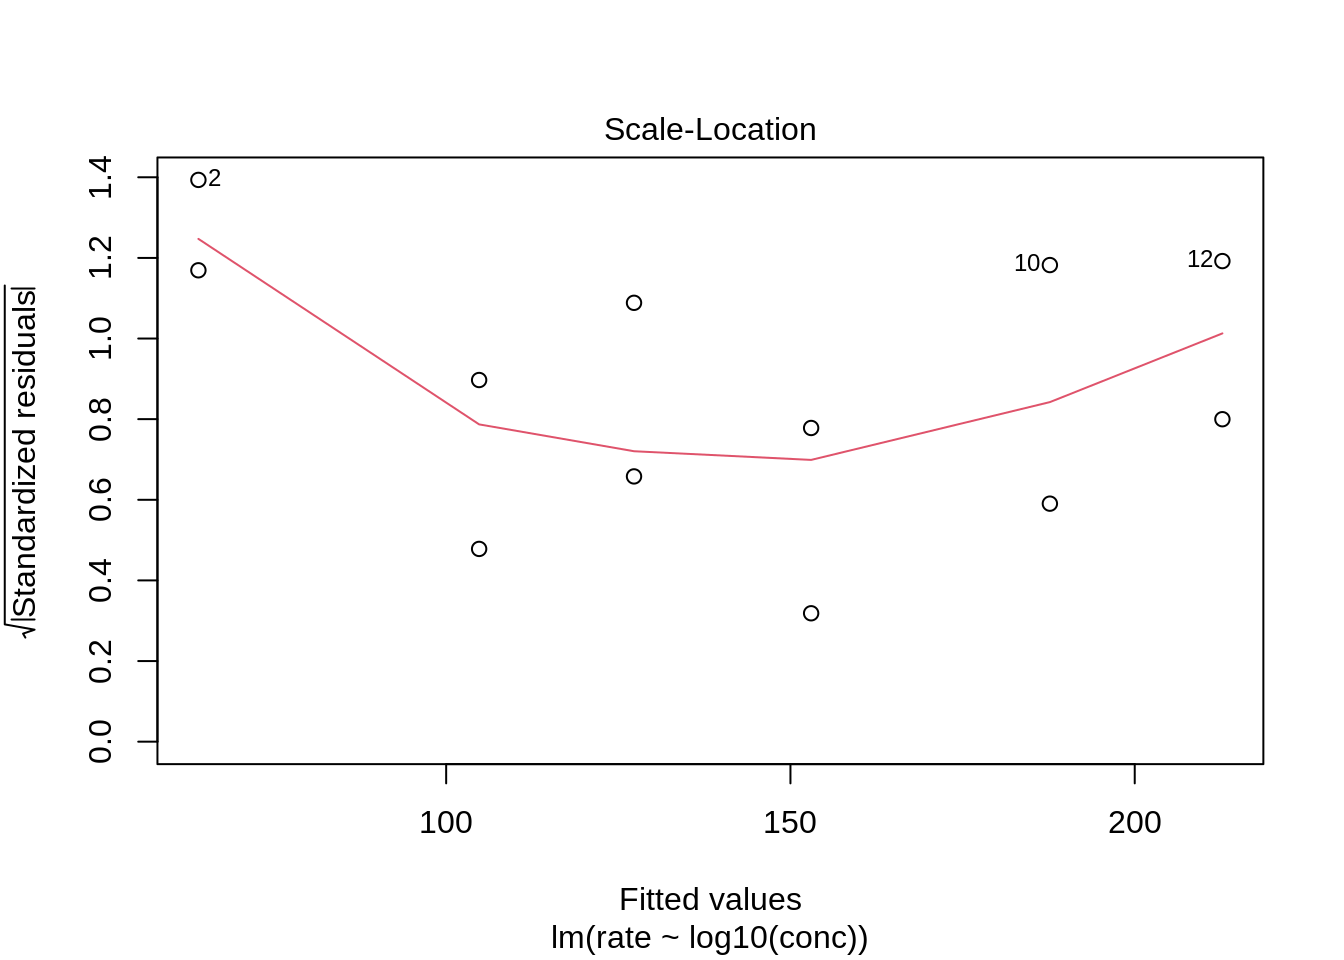 Scale-Location
√|Standardized residuals|
1.4
1.2
1.0
0.8
0.6
0.4
0.2
0.0
2
10
12
100 150 200
Fitted values
lm(rate ~ log10(conc))